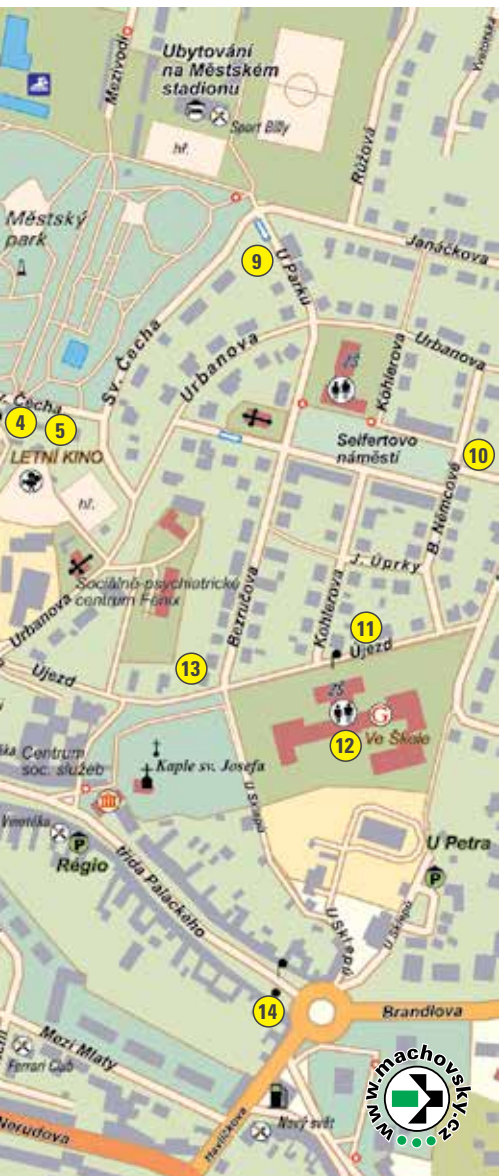 Mezivodí
Ubytování
na Městském
stadionu
Sport Billy
hř.
Růžová
Yvetotská
Městský
park
9
U Parku
Janáčkova
Sv. Čecha
Urbanova
ZŠ
Kohlerova
Urbanova
v. Čecha
4
5
LETNÍ KINO
Seifertovo
náměstí
10
hř.
B. Němcové
J. Úprky
Sociálně-psychiatrické
centrum Fénix
Urbanova
Bezručova
Kohlerova
11
Újezd
Újezd
13
ZŠ
G
12
Ve Škole
Centrum
soc. služeb
Kaple sv. Josefa
U Sklepů
Vinotéka
P
Régio
třída Palackého
U Petra
P
U Sklepů
U Sklepů
14
Brandlova
Mezi Mlaty
Ferrari Club
Nový svět
Havlíčkova
Nerudova
www.machovsky.cz